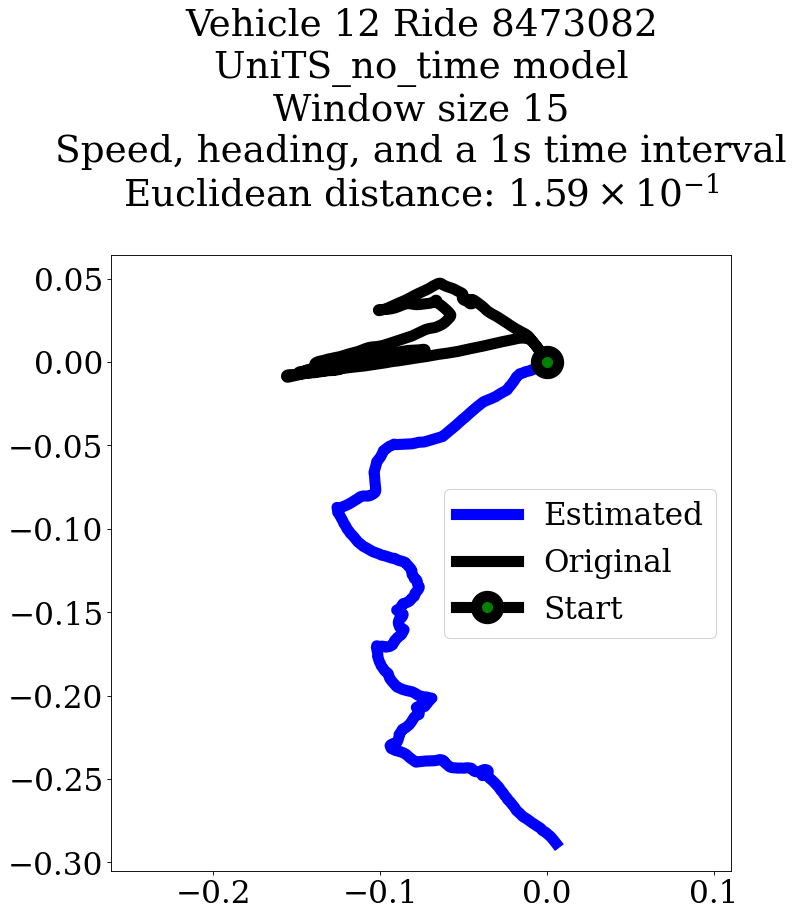 Vehicle 12 Ride 8473082
UniTS_no_time model
Window size 15
Speed, heading, and a 1s time interval
Euclidean distance: 1.59 × 10⁻¹
0.05
0.00
−0.05
−0.10
−0.15
−0.20
−0.25
−0.30
Estimated
Original
Start
−0.2
−0.1
0.0
0.1